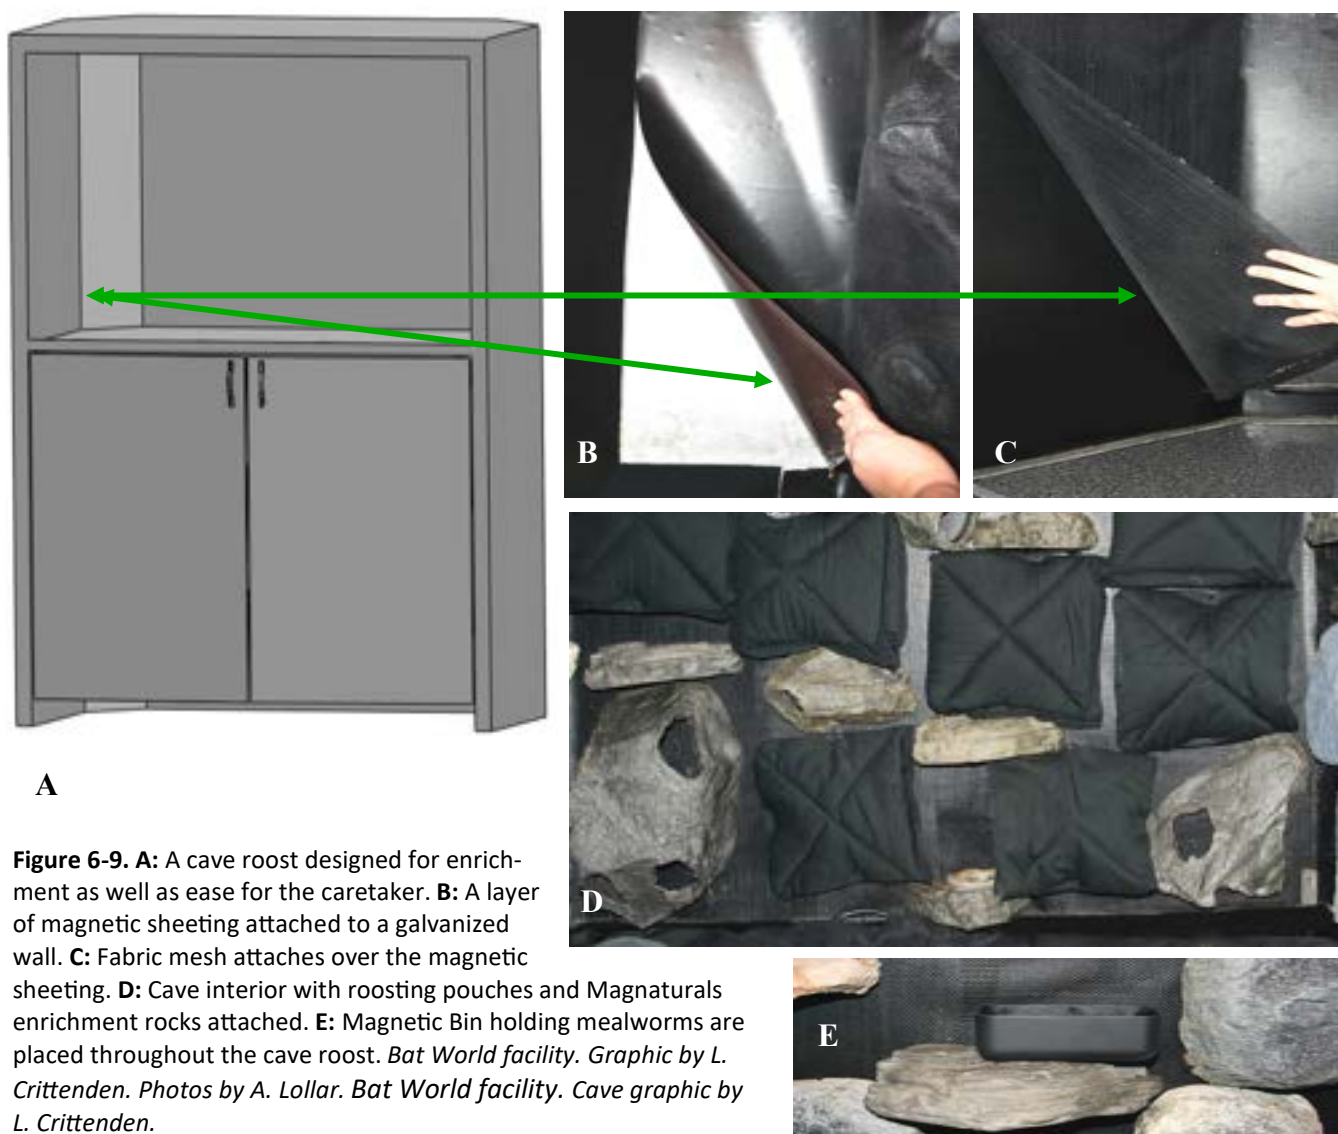 B
C
A
D
E
Figure 6-9. A: A cave roost designed for enrich-
ment as well as ease for the caretaker. B: A layer
of magnetic sheeting attached to a galvanized
wall. C: Fabric mesh attaches over the magnetic
sheeting. D: Cave interior with roosting pouches and Magnaturals
enrichment rocks attached. E: Magnetic Bin holding mealworms are
placed throughout the cave roost. Bat World facility. Graphic by L.
Crittenden. Photos by A. Lollar. Bat World facility. Cave graphic by
L. Crittenden.